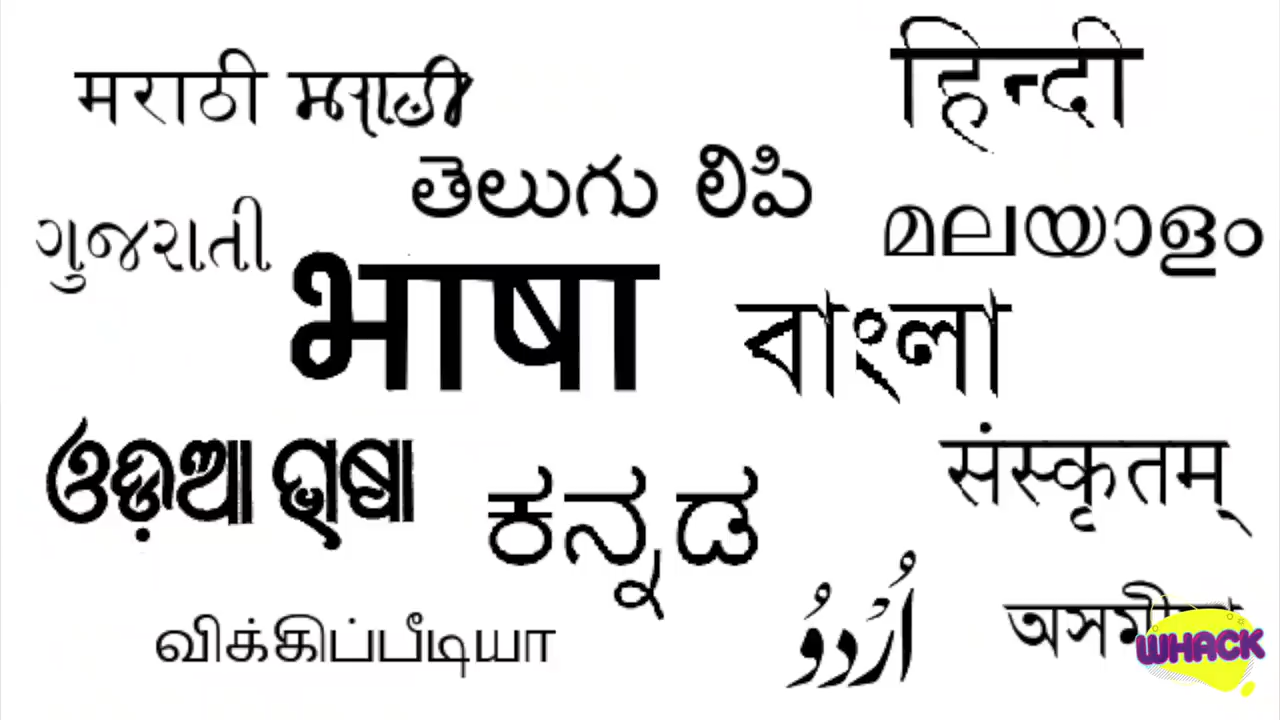 मराठी मराठी
हिन्दी
తెలుగు లిపి
ગુજરાતી
മലയാളം
भाषा
বাংলা
ଓଡ଼ିଆ ଭାଷା
ಕನ್ನಡ
संस्कृतम्
விக்கிப்பீடியா
اُردُو
WHACK